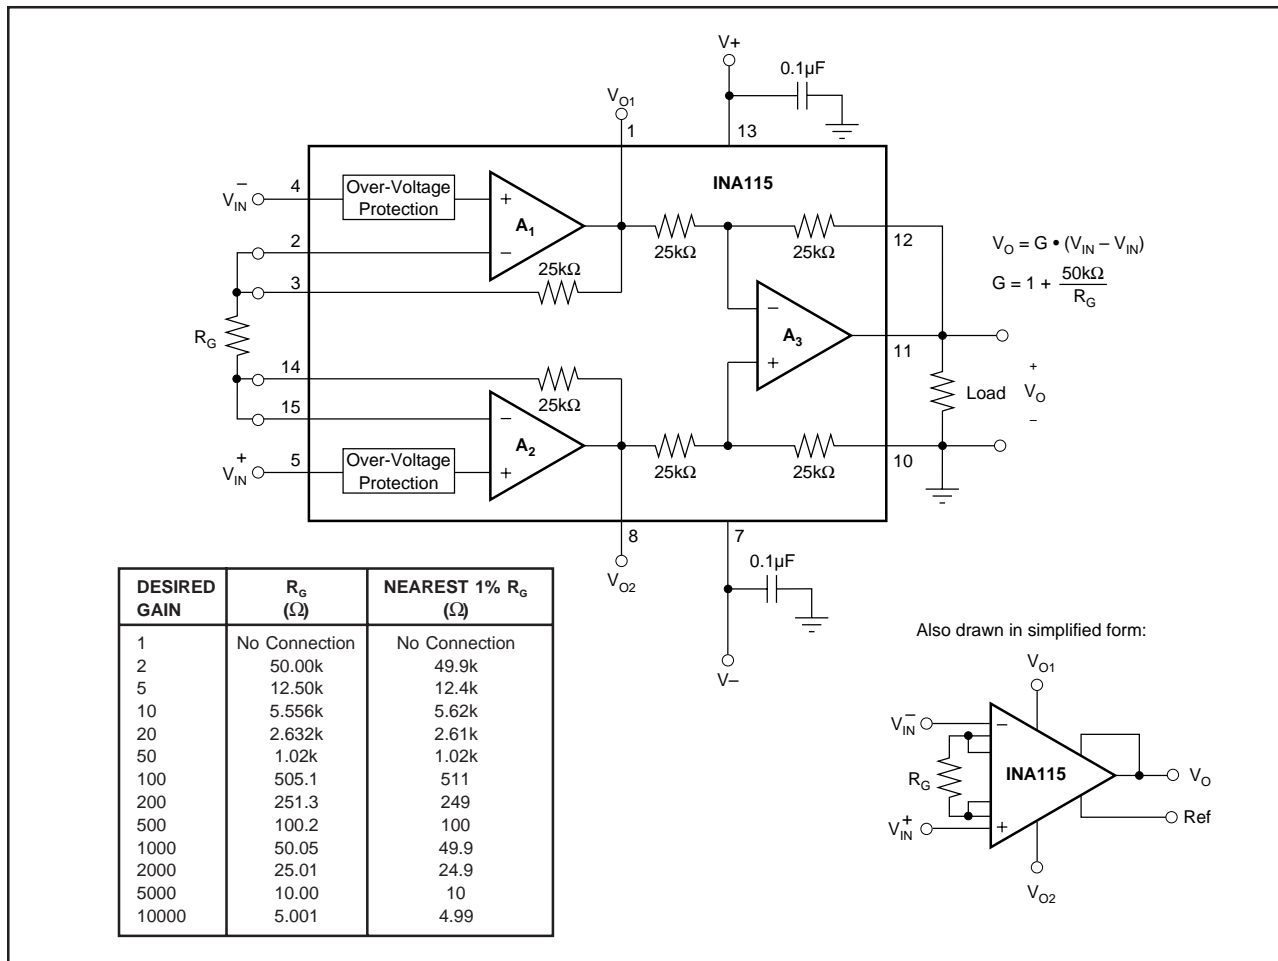 V+
0.1µF
VO1
1
13
INA115
VIN−
4
Over-Voltage
Protection
+
A1
−
2
3
25kΩ
25kΩ
25kΩ
12
VO = G • (VIN − VIN)
G = 1 + 50kΩ
RG
RG
−
A3
+
11
+
Load
VO
−
14
25kΩ
15
−
A2
+
VIN+
5
Over-Voltage
Protection
25kΩ
25kΩ
10
8
VO2
7
0.1µF
V–
DESIRED GAIN RG (Ω) NEAREST 1% RG (Ω)
1 No Connection No Connection
2 50.00k 49.9k
5 12.50k 12.4k
10 5.556k 5.62k
20 2.632k 2.61k
50 1.02k 1.02k
100 505.1 511
200 251.3 249
500 100.2 100
1000 50.05 49.9
2000 25.01 24.9
5000 10.00 10
10000 5.001 4.99
Also drawn in simplified form:
VO1
VIN−
−
RG
INA115
VO
VIN+
+
Ref
VO2